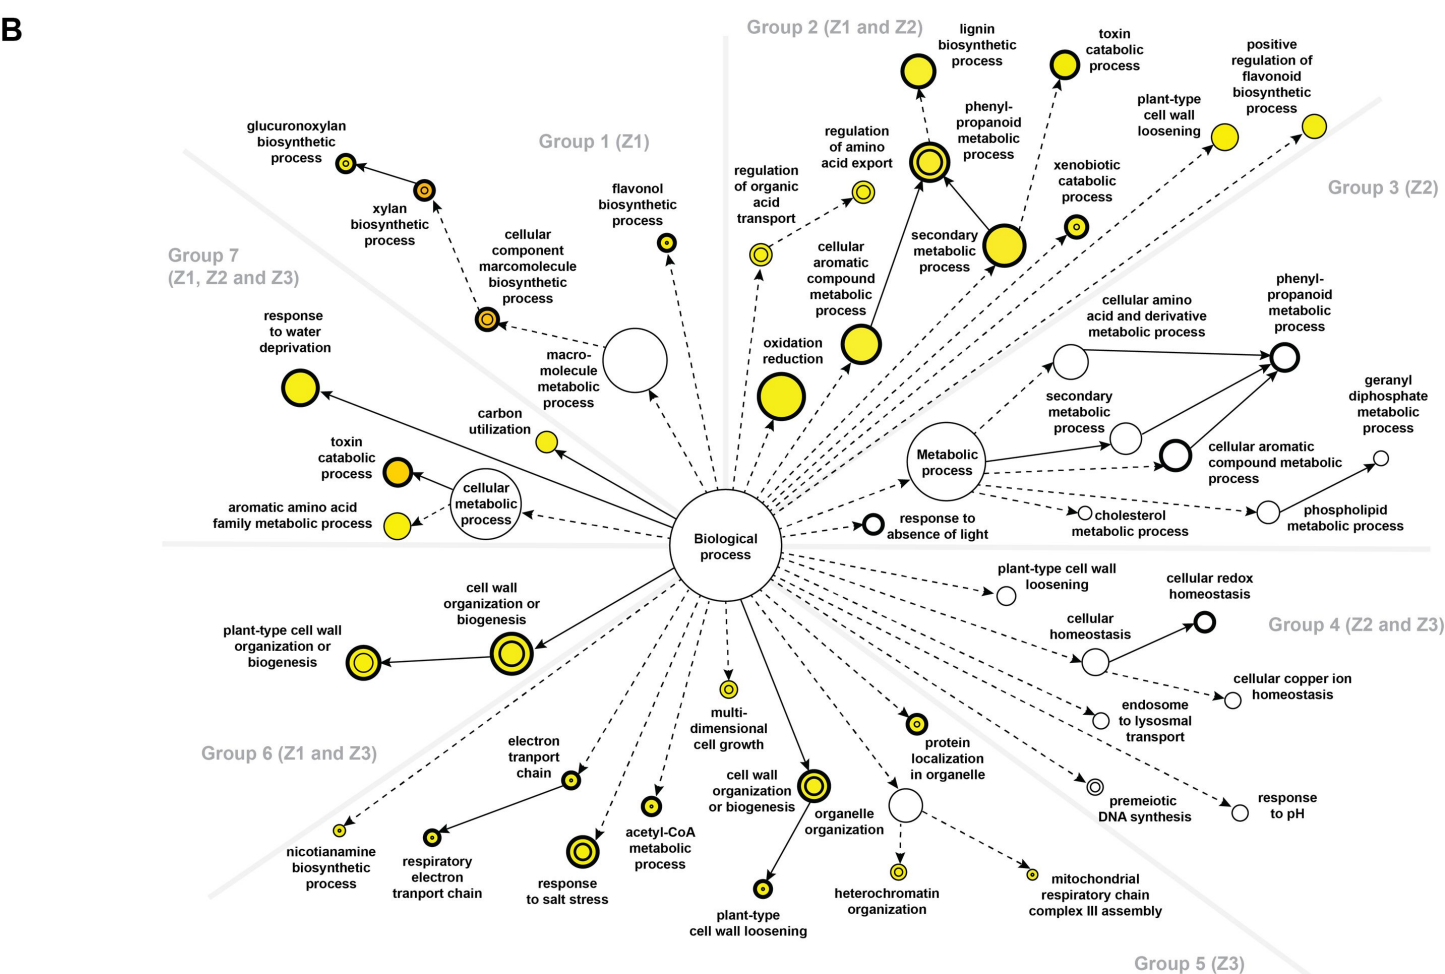 B
Group 2 (Z1 and Z2)
lignin
biosynthetic
process
toxin
catabolic
process
positive
regulation of
flavonoid
biosynthetic
process
plant-type
cell wall
loosening
phenyl-
propanoid
metabolic
process
regulation
of amino
acid export
regulation
of organic
acid
transport
xenobiotic
catabolic
process
secondary
metabolic
process
cellular
aromatic
compound
metabolic
process
oxidation
reduction
Group 1 (Z1)
glucuronoxylan
biosynthetic
process
xylan
biosynthetic
process
flavonol
biosynthetic
process
cellular
component
marcomolecule
biosynthetic
process
macro-
molecule
metabolic
process
carbon
utilization
Group 7
(Z1, Z2 and Z3)
response
to water
deprivation
toxin
catabolic
process
aromatic amino acid
family metabolic process
cellular
metabolic
process
Biological
process
Group 3 (Z2)
cellular amino
acid and derivative
metabolic process
phenyl-
propanoid
metabolic
process
geranyl
diphosphate
metabolic
process
secondary
metabolic
process
Metabolic
process
cellular aromatic
compound metabolic
process
response to
absence of light
cholesterol
metabolic process
phospholipid
metabolic process
Group 4 (Z2 and Z3)
plant-type cell wall
loosening
cellular redox
homeostasis
cellular
homeostasis
cellular copper ion
homeostasis
endosome
to lysosmal
transport
premeiotic
DNA synthesis
response
to pH
cell wall
organization or
biogenesis
plant-type cell wall
organization or
biogenesis
Group 6 (Z1 and Z3)
multi-
dimensional
cell growth
protein
localization
in organelle
electron
tranport
chain
cell wall
organization
or biogenesis
organelle
organization
nicotianamine
biosynthetic
process
respiratory
electron
tranport chain
response
to salt stress
acetyl-CoA
metabolic
process
plant-type
cell wall loosening
heterochromatin
organization
mitochondrial
respiratory chain
complex III assembly
Group 5 (Z3)